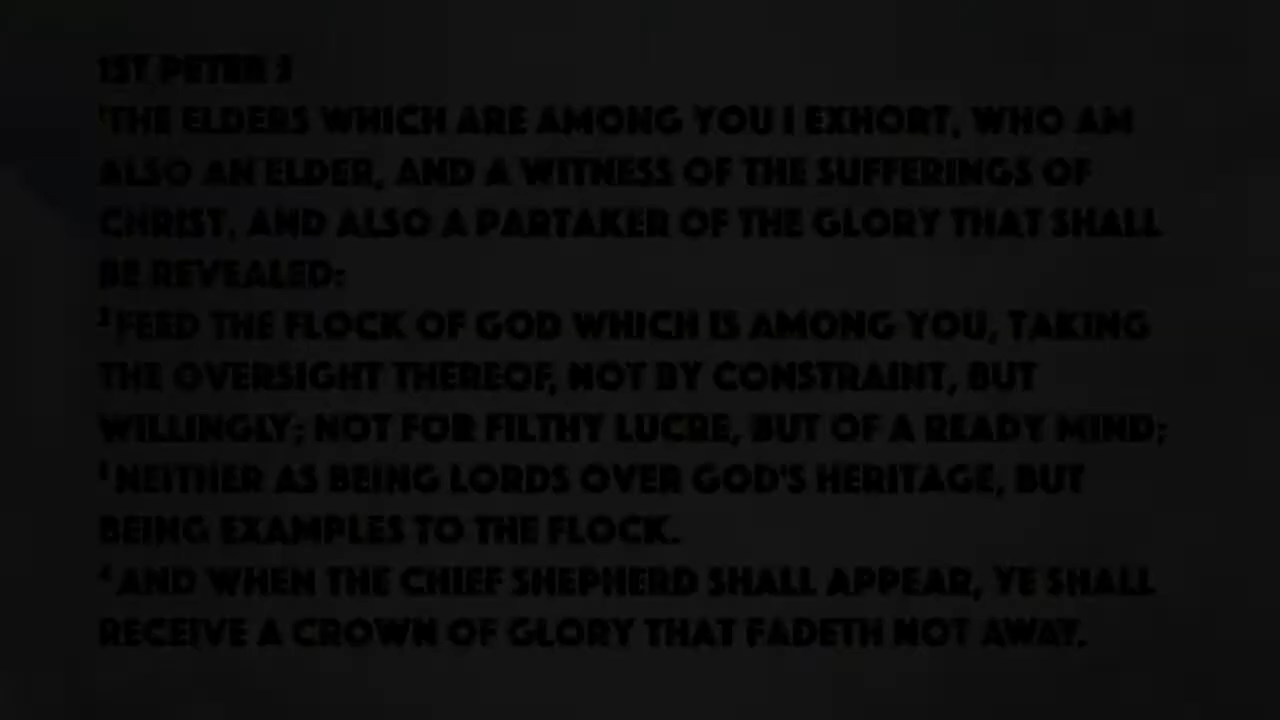 1ST PETER 5
¹THE ELDERS WHICH ARE AMONG YOU I EXHORT, WHO AM
ALSO AN ELDER, AND A WITNESS OF THE SUFFERINGS OF
CHRIST, AND ALSO A PARTAKER OF THE GLORY THAT SHALL
BE REVEALED:
²FEED THE FLOCK OF GOD WHICH IS AMONG YOU, TAKING
THE OVERSIGHT THEREOF, NOT BY CONSTRAINT, BUT
WILLINGLY; NOT FOR FILTHY LUCRE, BUT OF A READY MIND;
³NEITHER AS BEING LORDS OVER GOD'S HERITAGE, BUT
BEING EXAMPLES TO THE FLOCK.
⁴AND WHEN THE CHIEF SHEPHERD SHALL APPEAR, YE SHALL
RECEIVE A CROWN OF GLORY THAT FADETH NOT AWAY.